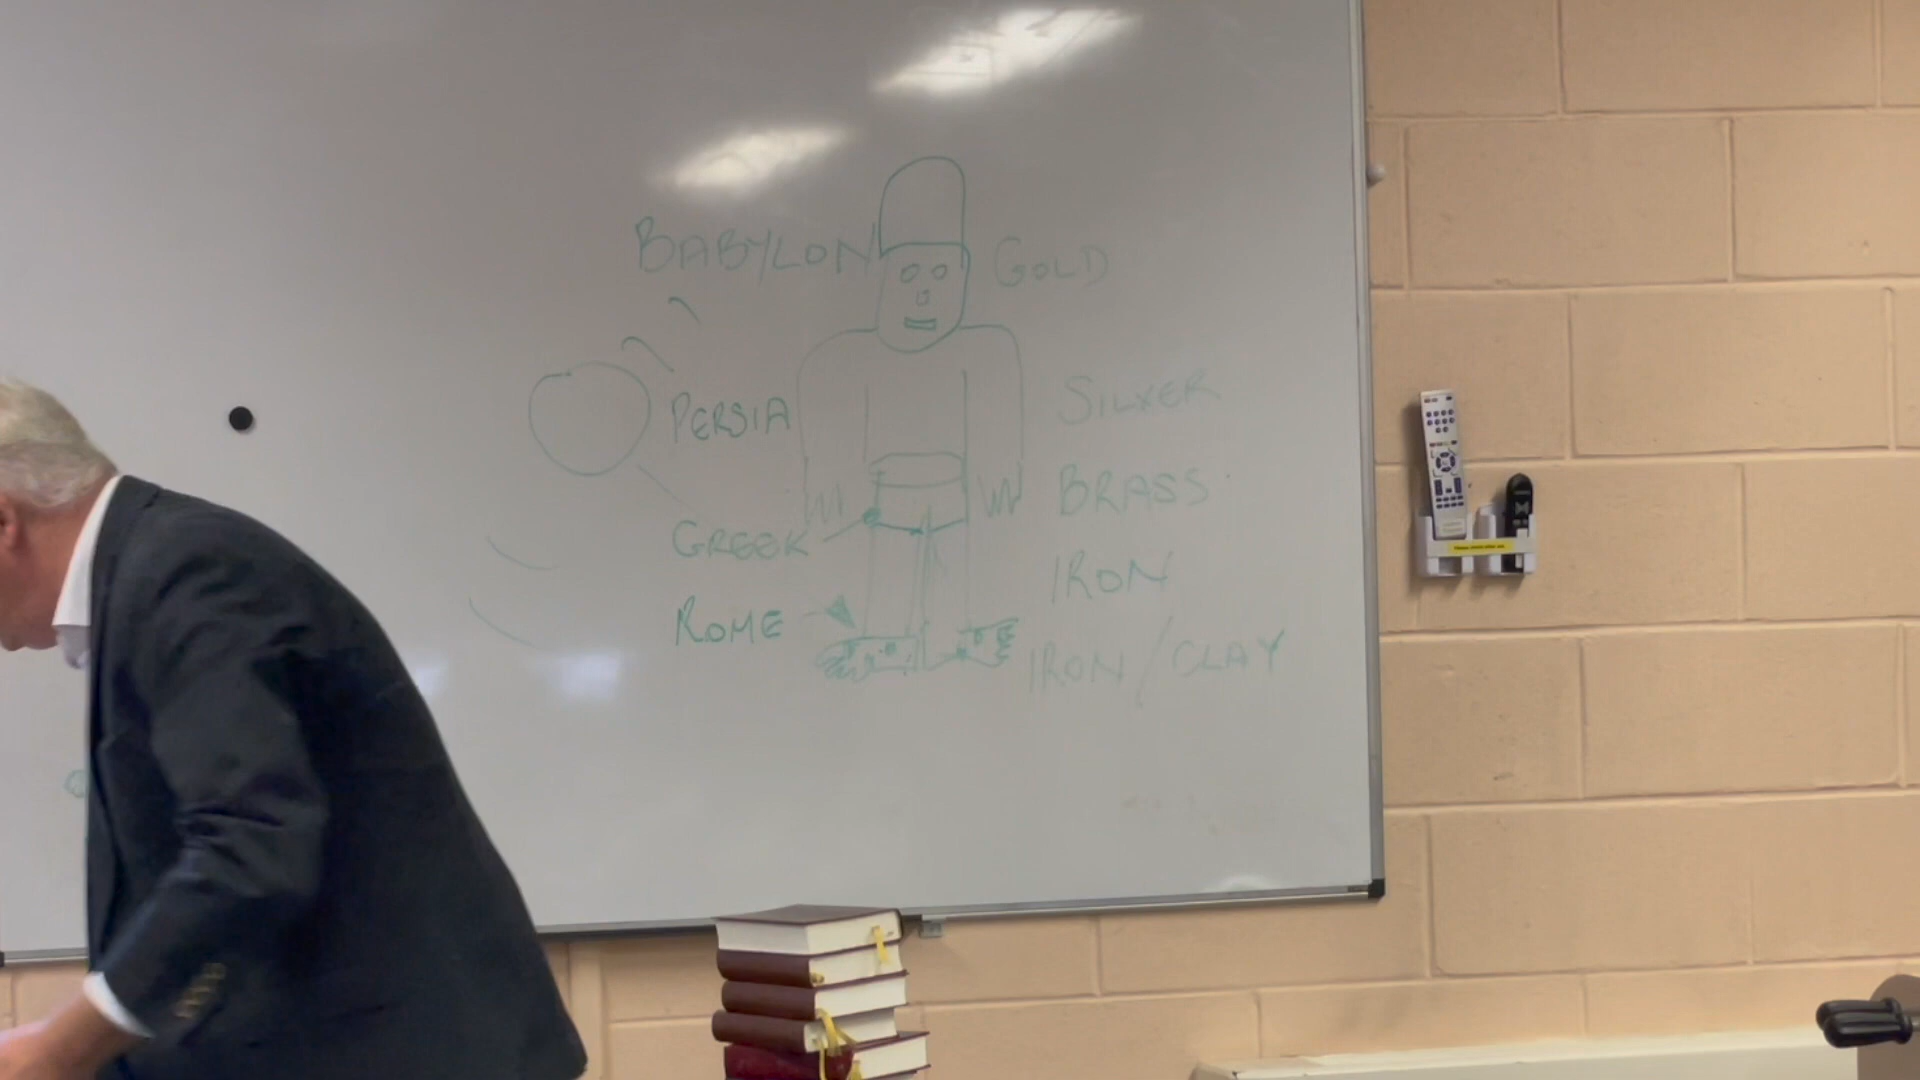 BABYLON GOLD
PERSIA SILVER
BRASS
GREEK
IRON
ROME
IRON / CLAY